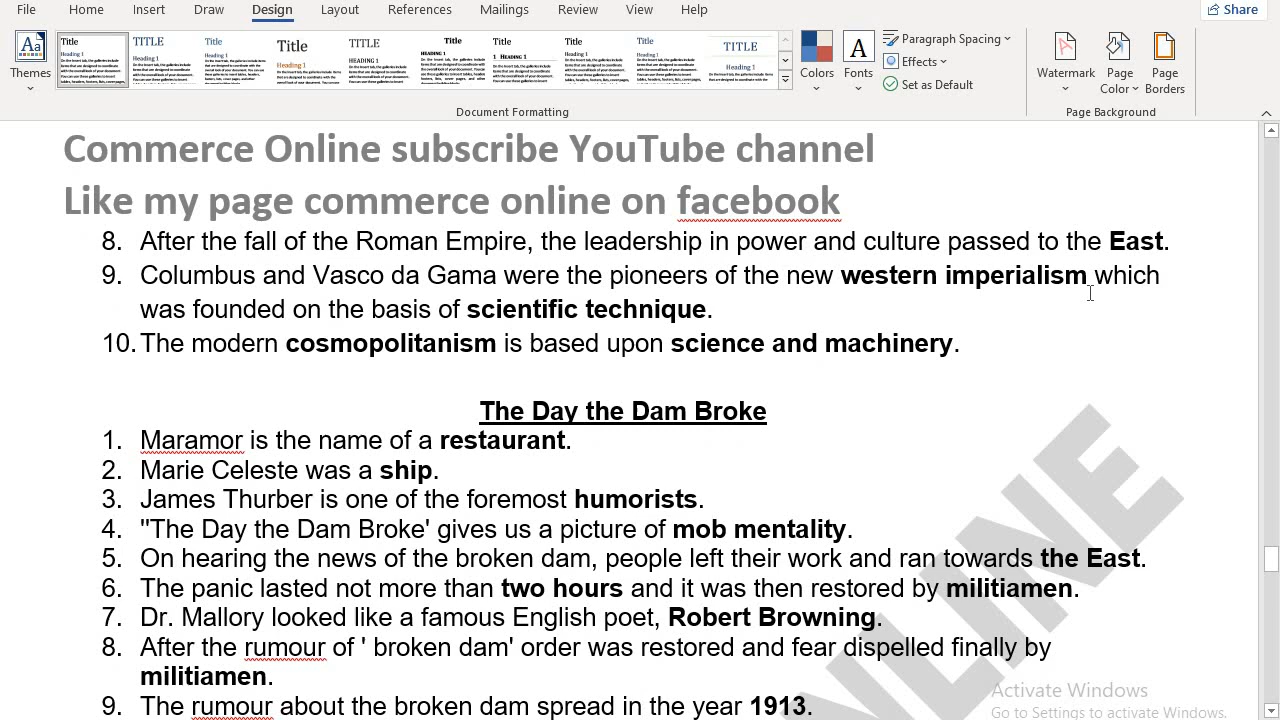 File Home Insert Draw Design Layout References Mailings Review View Help Share
Themes
Colors Fonts
Paragraph Spacing
Effects
Set as Default
Watermark Page Color Page Borders
Document Formatting Page Background
Commerce Online subscribe YouTube channel
Like my page commerce online on facebook
8. After the fall of the Roman Empire, the leadership in power and culture passed to the East.
9. Columbus and Vasco da Gama were the pioneers of the new western imperialism which
was founded on the basis of scientific technique.
10. The modern cosmopolitanism is based upon science and machinery.
The Day the Dam Broke
1. Maramor is the name of a restaurant.
2. Marie Celeste was a ship.
3. James Thurber is one of the foremost humorists.
4. "The Day the Dam Broke' gives us a picture of mob mentality.
5. On hearing the news of the broken dam, people left their work and ran towards the East.
6. The panic lasted not more than two hours and it was then restored by militiamen.
7. Dr. Mallory looked like a famous English poet, Robert Browning.
8. After the rumour of ' broken dam' order was restored and fear dispelled finally by
militiamen.
9. The rumour about the broken dam spread in the year 1913.
Activate Windows
Go to Settings to activate Windows.